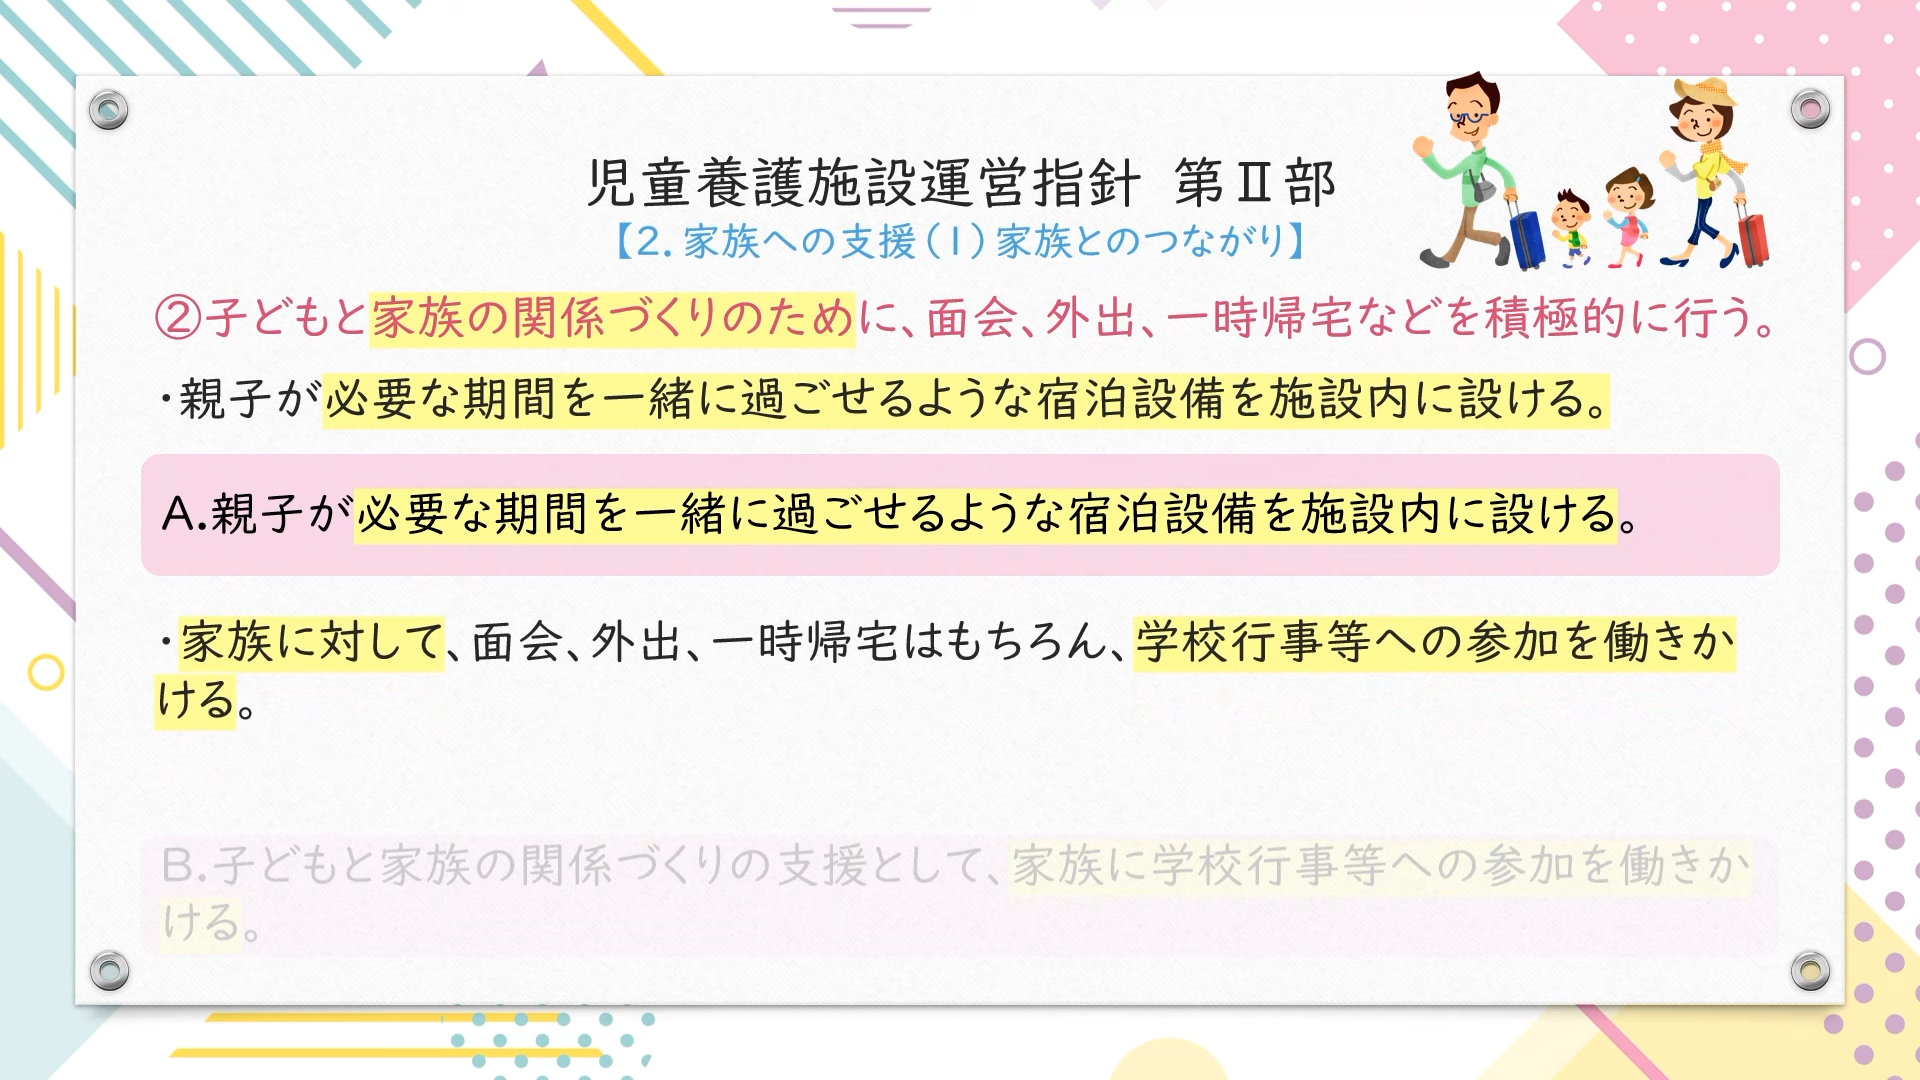 児童養護施設運営指針 第Ⅱ部
【2.家族への支援(1)家族とのつながり】
②子どもと家族の関係づくりのために、面会、外出、一時帰宅などを積極的に行う。
・親子が必要な期間を一緒に過ごせるような宿泊設備を施設内に設ける。
A.親子が必要な期間を一緒に過ごせるような宿泊設備を施設内に設ける。
・家族に対して、面会、外出、一時帰宅はもちろん、学校行事等への参加を働きか
ける。
B.子どもと家族の関係づくりの支援として、家族に学校行事等への参加を働きか
ける。